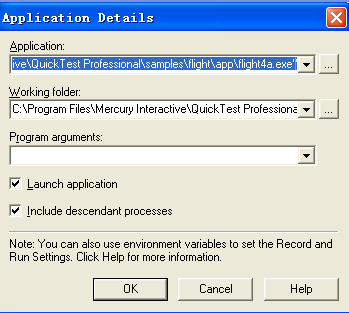 Application Details
Application:
ive\QuickTest Professional\samples\flight\app\flight4a.exe"
...
Working folder:
C:\Program Files\Mercury Interactive\QuickTest Professiona
...
Program arguments:
Launch application
Include descendant processes
Note: You can also use environment variables to set the Record and
Run Settings. Click Help for more information.
OK
Cancel
Help